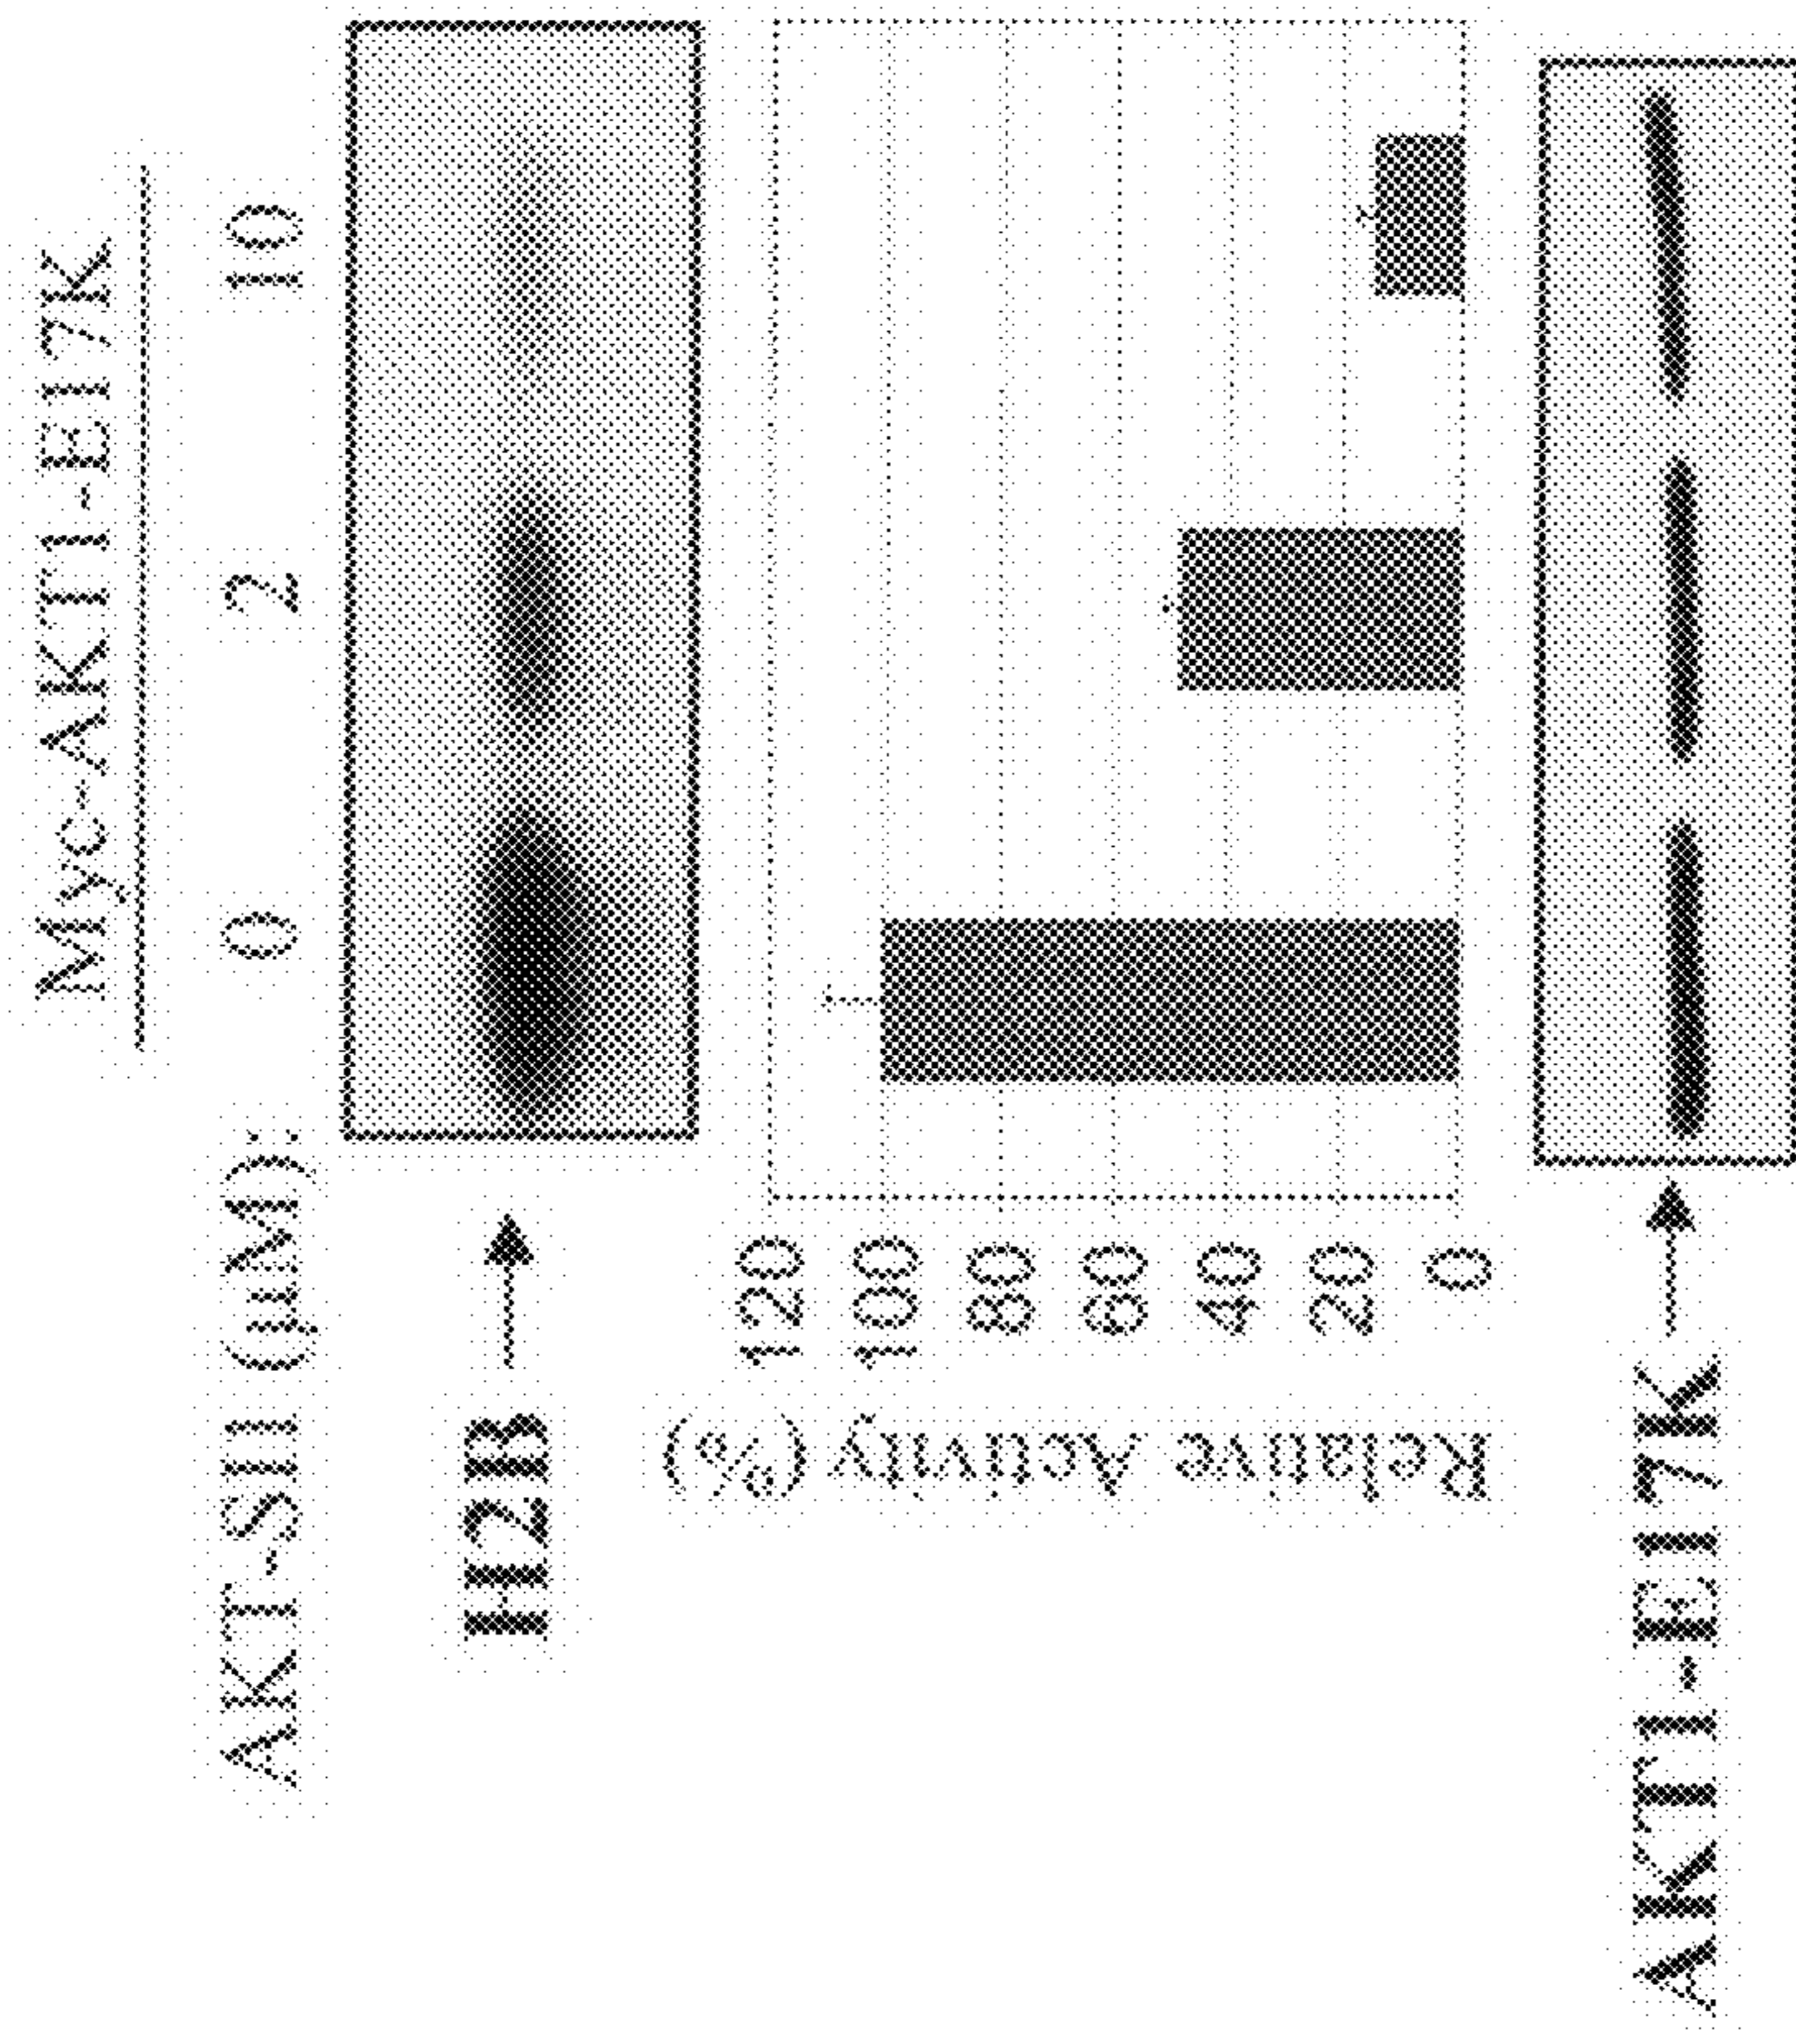 Myc-AKT1-E17K
AKT-SII (µM): 0 2 10
H2B
Relative Activity (%)
120
100
80
60
40
20
0
AKT1-E17K